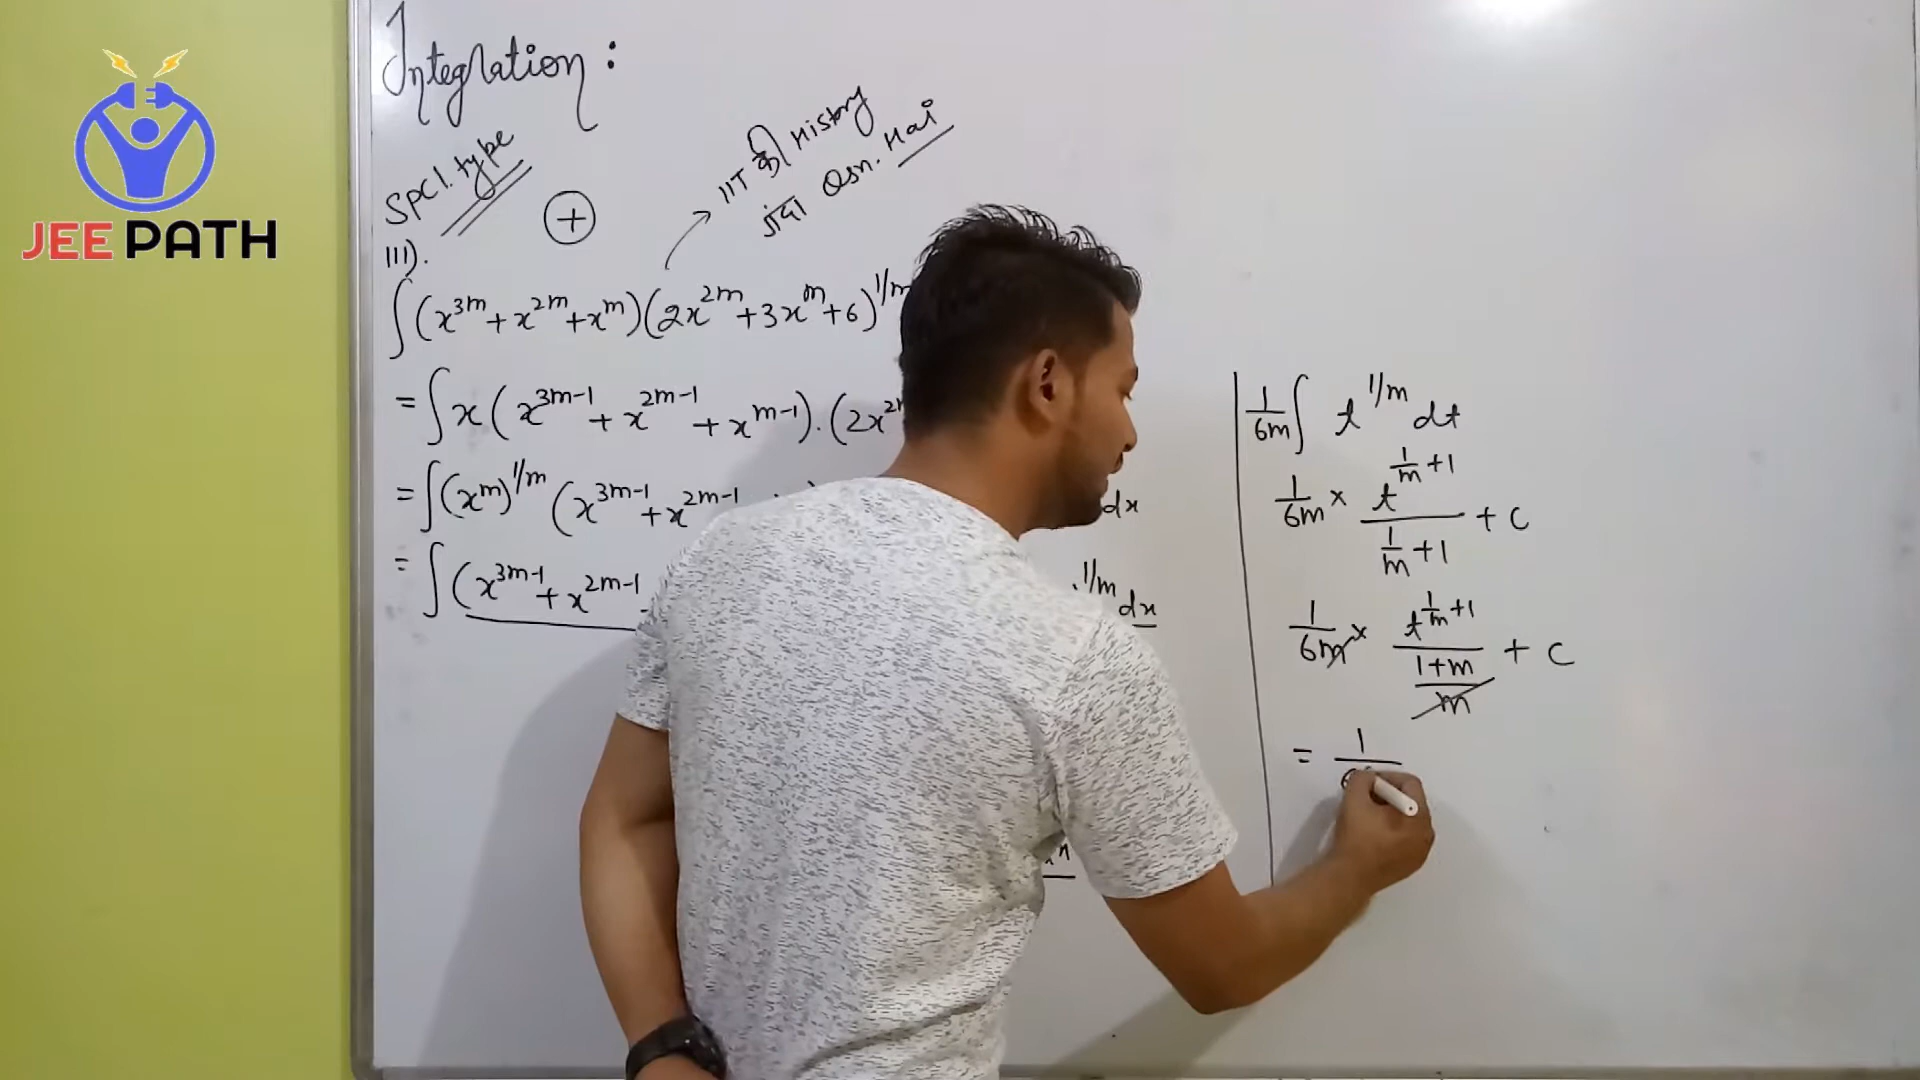 JEE PATH
Integration :
Spcl. type
+
→ IIT की History
गंदा Qsn. Hai
III).
∫(x^{3m}+x^{2m}+x^m)(2x^{2m}+3x^m+6)^{1/m}
=∫x(x^{3m-1}+x^{2m-1}+x^{m-1}).(2x^{2m}
=∫(x^m)^{1/m}(x^{3m-1}+x^{2m-1} dx
=∫(x^{3m-1}+x^{2m-1} ^{1/m}dx
1/6m ∫ t^{1/m} dt
1/6m × t^{1/m+1}/(1/m+1) + c
1/6m × t^{1/m+1}/((1+m)/m) + c
= 1/6